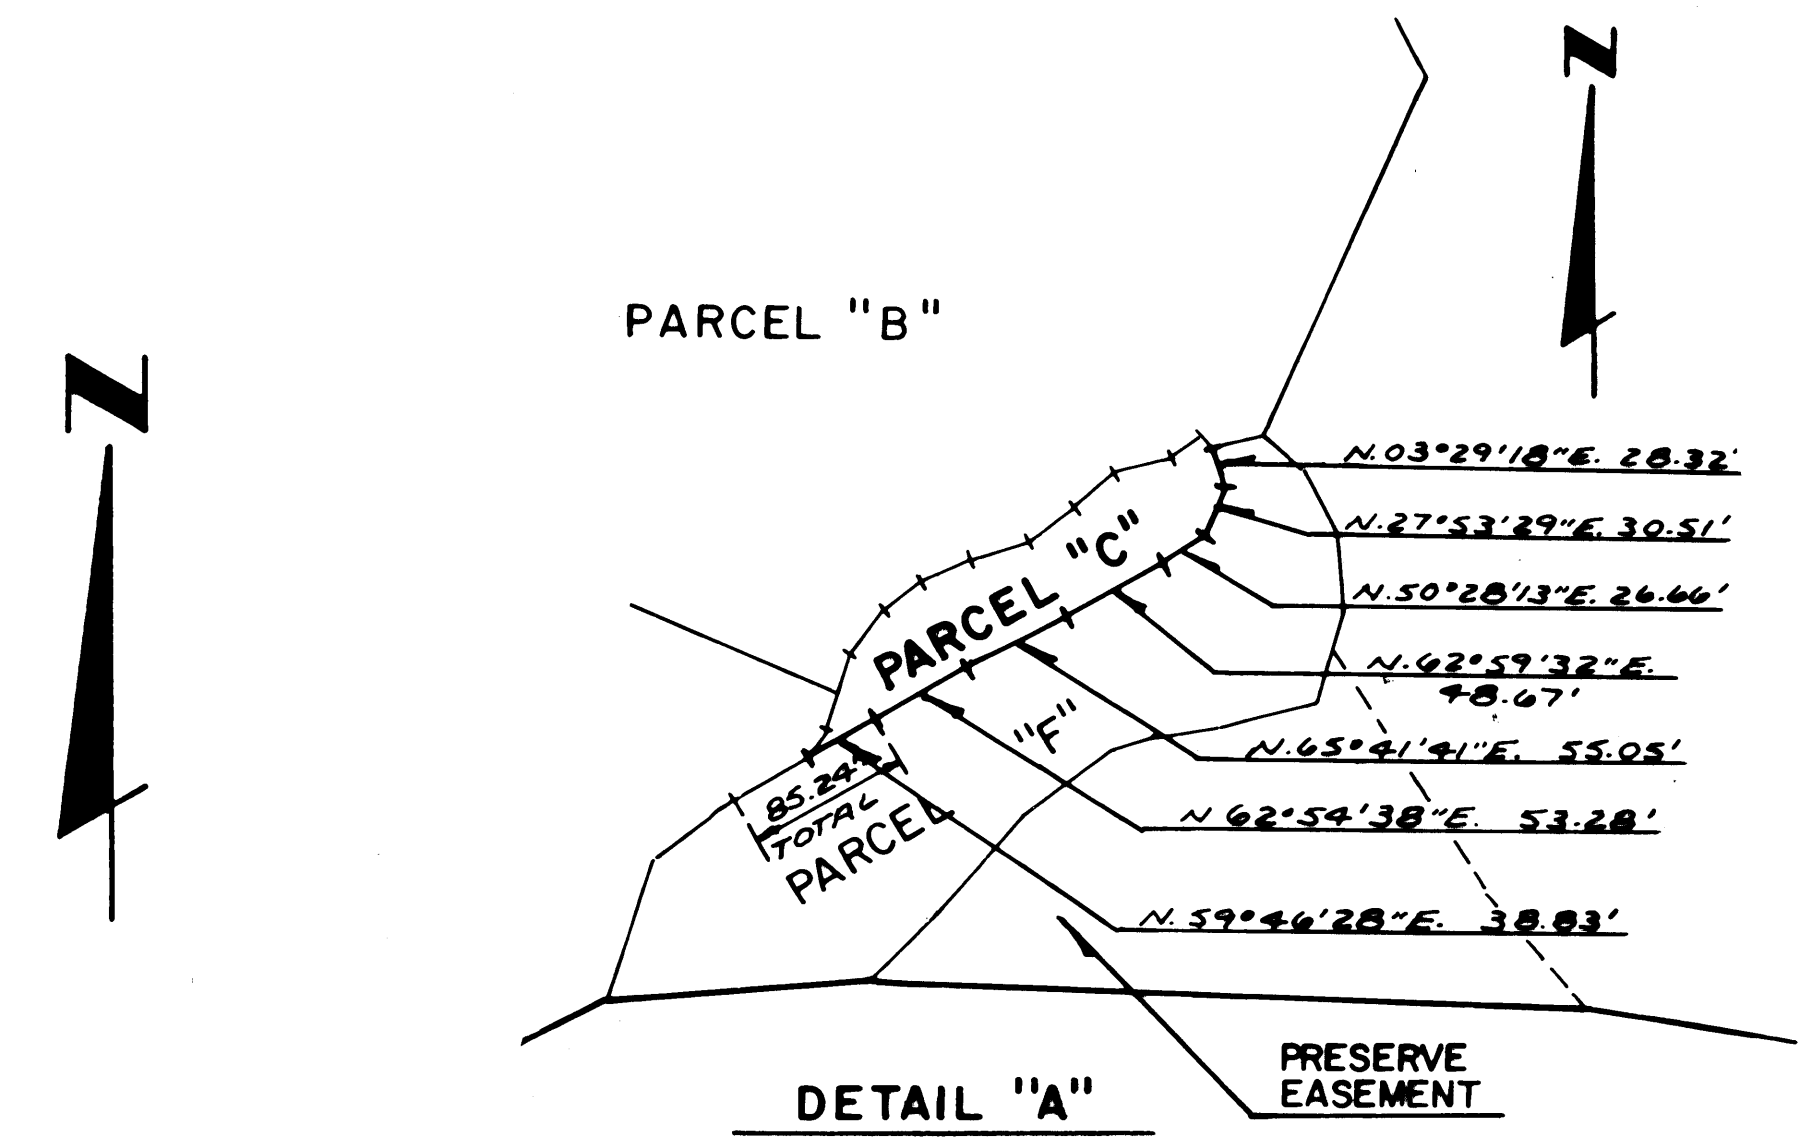 N
N
PARCEL "B"
N. 03°29'18"E. 28.32'
N. 27°53'29"E. 30.51'
N. 50°28'13"E. 26.66'
N. 62°59'32"E.
48.67'
N. 65°41'41"E. 55.05'
N 62°54'38"E. 53.28'
N. 59°46'28"E. 38.83'
PARCEL "C"
85.24'
TOTAL
PARCEL "F"
PRESERVE
EASEMENT
DETAIL "A"